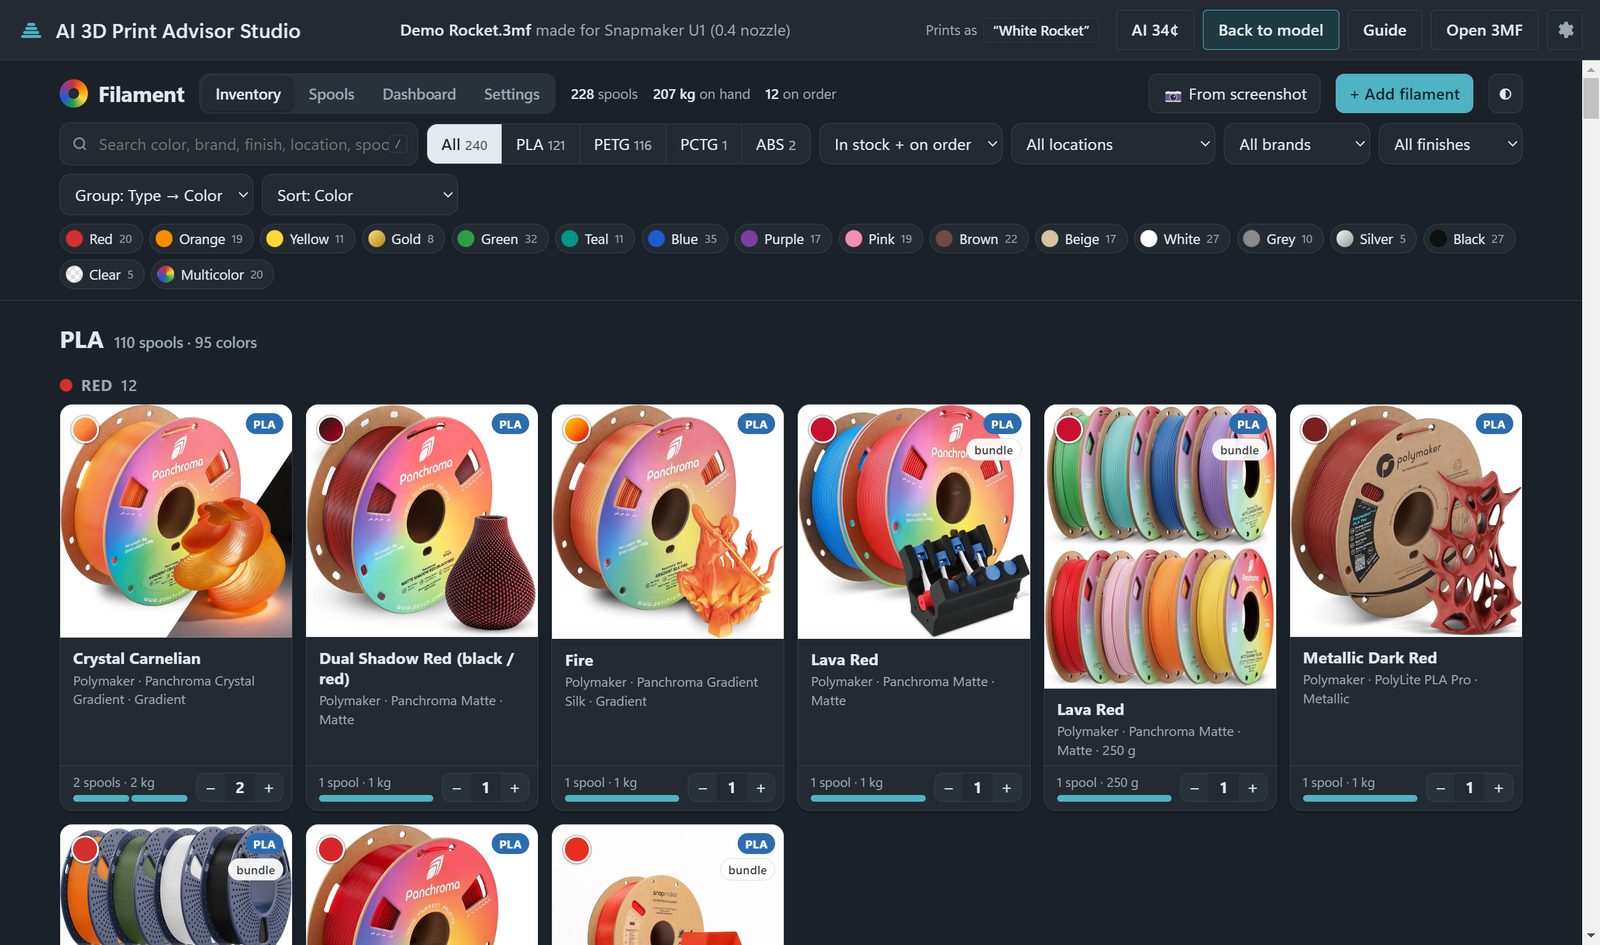 AI 3D Print Advisor Studio
Demo Rocket.3mf made for Snapmaker U1 (0.4 nozzle)
Prints as “White Rocket”
AI 34¢
Back to model
Guide
Open 3MF
Filament
Inventory
Spools
Dashboard
Settings
228 spools 207 kg on hand 12 on order
From screenshot
+ Add filament
Search color, brand, finish, location, spoc /
All 240
PLA 121
PETG 116
PCTG 1
ABS 2
In stock + on order
All locations
All brands
All finishes
Group: Type → Color
Sort: Color
Red 20
Orange 19
Yellow 11
Gold 8
Green 32
Teal 11
Blue 35
Purple 17
Pink 19
Brown 22
Beige 17
White 27
Grey 10
Silver 5
Black 27
Clear 5
Multicolor 20
PLA 110 spools · 95 colors
RED 12
PLA
Panchroma
Crystal Carnelian
Polymaker · Panchroma Crystal
Gradient · Gradient
2 spools · 2 kg
− 2 +
PLA
Panchroma
Dual Shadow Red (black /
red)
Polymaker · Panchroma Matte ·
Matte
1 spool · 1 kg
− 1 +
PLA
Panchroma
Fire
Polymaker · Panchroma Gradient
Silk · Gradient
1 spool · 1 kg
− 1 +
PLA
bundle
Lava Red
Polymaker · Panchroma Matte ·
Matte
1 spool · 1 kg
− 1 +
PLA
bundle
Lava Red
Polymaker · Panchroma Matte ·
Matte · 250 g
1 spool · 250 g
− 1 +
PLA
polymaker
Metallic Dark Red
Polymaker · PolyLite PLA Pro ·
Metallic
1 spool · 1 kg
− 1 +
PLA
bundle
PLA
Panchroma
PLA
bundle
snapmaker